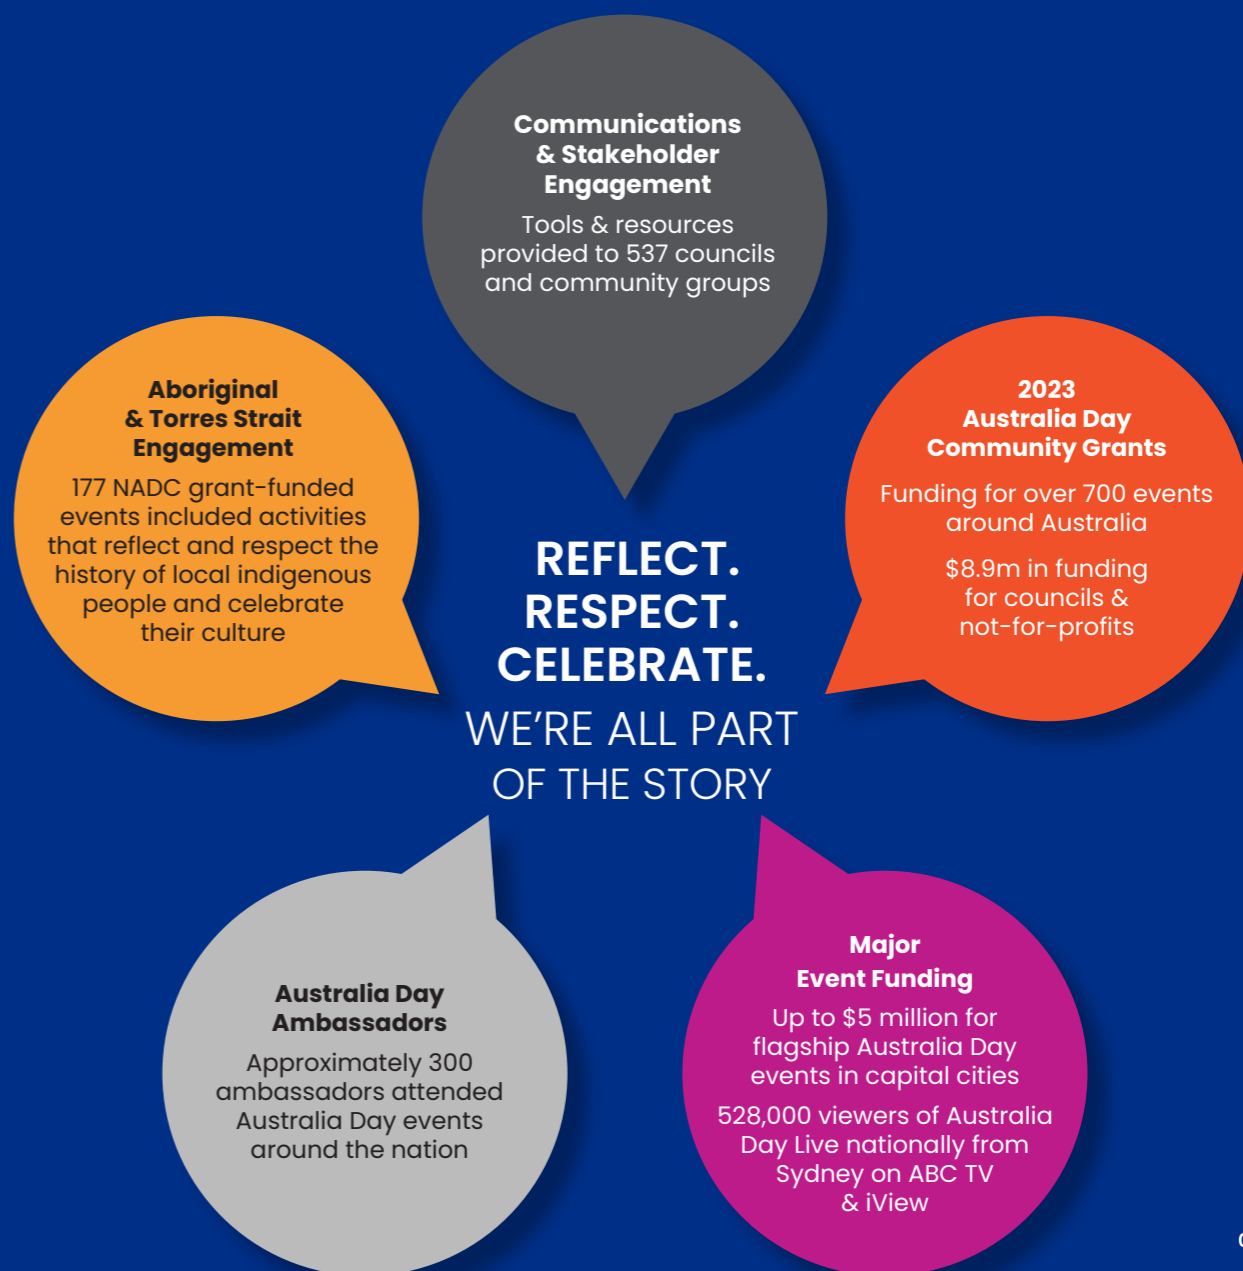 Communications
& Stakeholder
Engagement
Tools & resources
provided to 537 councils
and community groups
Aboriginal
& Torres Strait
Engagement
177 NADC grant-funded
events included activities
that reflect and respect the
history of local indigenous
people and celebrate
their culture
2023
Australia Day
Community Grants
Funding for over 700 events
around Australia
$8.9m in funding
for councils &
not-for-profits
REFLECT.
RESPECT.
CELEBRATE.
WE'RE ALL PART
OF THE STORY
Australia Day
Ambassadors
Approximately 300
ambassadors attended
Australia Day events
around the nation
Major
Event Funding
Up to $5 million for
flagship Australia Day
events in capital cities
528,000 viewers of Australia
Day Live nationally from
Sydney on ABC TV
& iView